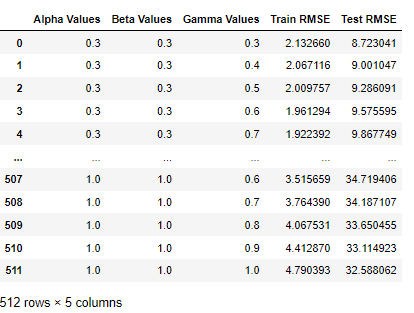 Alpha Values Beta Values Gamma Values Train RMSE Test RMSE
0 0.3 0.3 0.3 2.132660 8.723041
1 0.3 0.3 0.4 2.067116 9.001047
2 0.3 0.3 0.5 2.009757 9.286091
3 0.3 0.3 0.6 1.961294 9.575595
4 0.3 0.3 0.7 1.922392 9.867749
... ... ... ... ... ...
507 1.0 1.0 0.6 3.515659 34.719406
508 1.0 1.0 0.7 3.764390 34.187107
509 1.0 1.0 0.8 4.067531 33.650455
510 1.0 1.0 0.9 4.412870 33.114923
511 1.0 1.0 1.0 4.790393 32.588062
512 rows × 5 columns